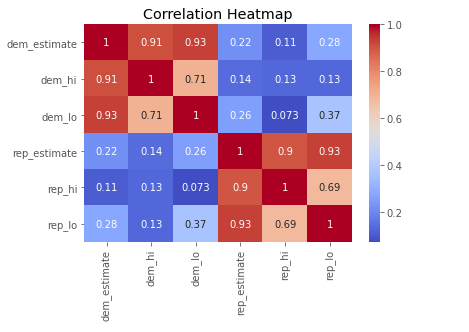 Correlation Heatmap
dem_estimate 1 0.91 0.93 0.22 0.11 0.28
dem_hi 0.91 1 0.71 0.14 0.13 0.13
dem_lo 0.93 0.71 1 0.26 0.073 0.37
rep_estimate 0.22 0.14 0.26 1 0.9 0.93
rep_hi 0.11 0.13 0.073 0.9 1 0.69
rep_lo 0.28 0.13 0.37 0.93 0.69 1
dem_estimate
dem_hi
dem_lo
rep_estimate
rep_hi
rep_lo
1.0
0.8
0.6
0.4
0.2